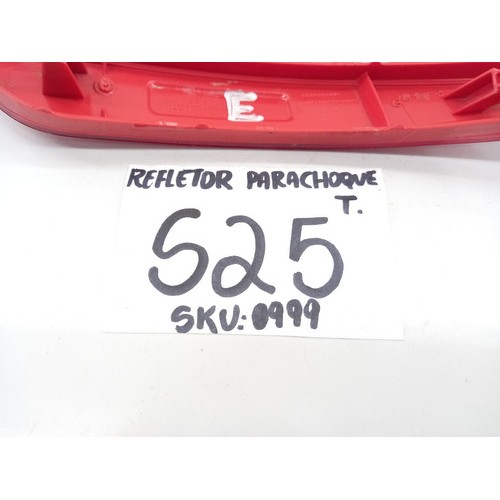 E
REFLETOR PARACHOQUE
T.
S25
SKU: 0999